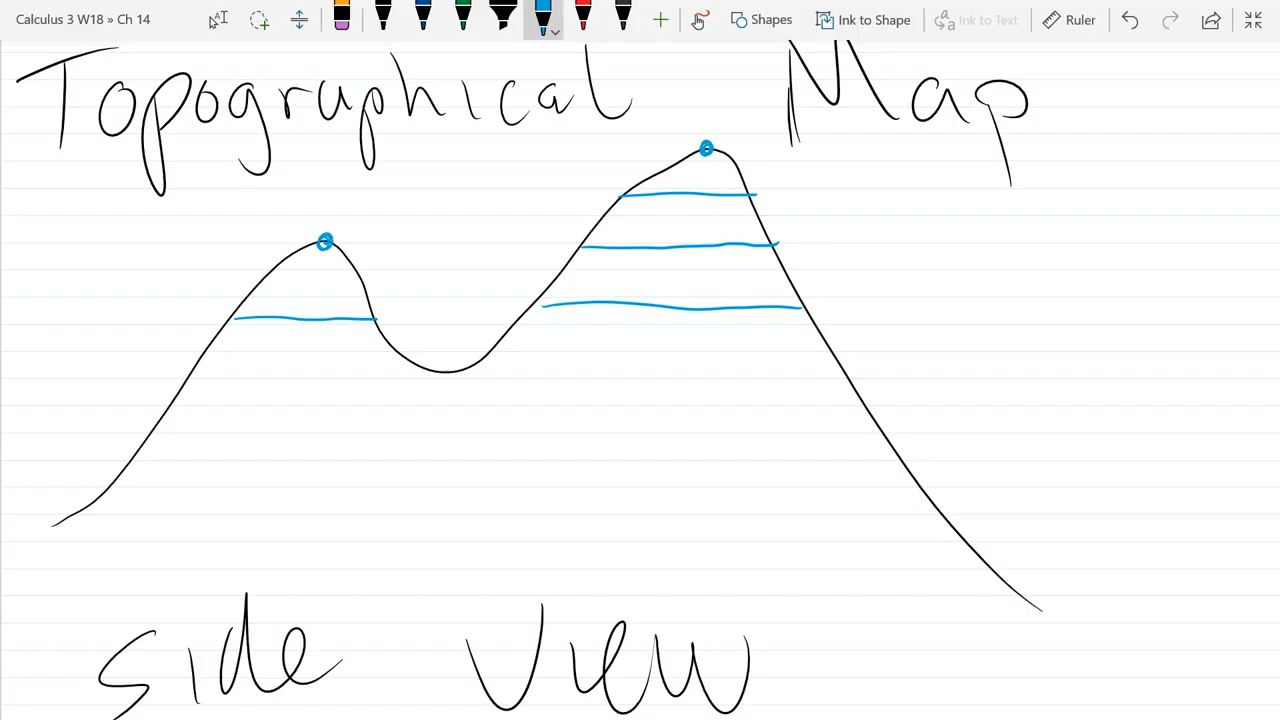 Calculus 3 W18 » Ch 14
Shapes
Ink to Shape
Ink to Text
Ruler
Topographical Map
side view